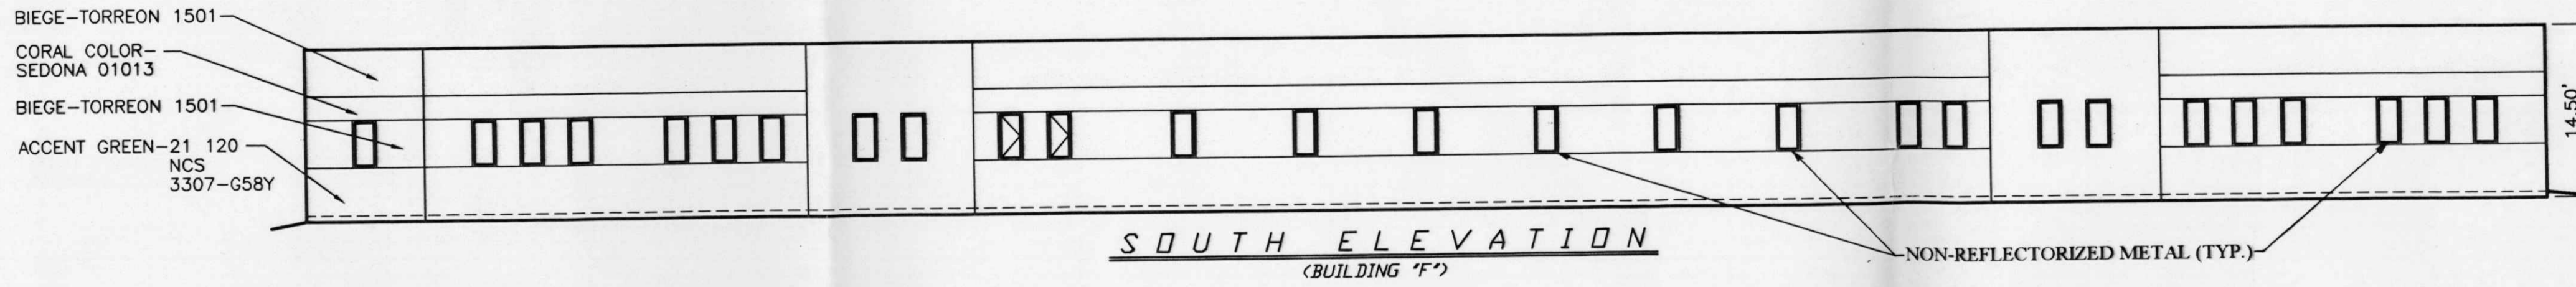 BIEGE-TORREON 1501
CORAL COLOR-
SEDONA 01013
BIEGE-TORREON 1501
ACCENT GREEN-21 120
NCS
3307-G58Y
14.50'
SOUTH ELEVATION
(BUILDING "F")
NON-REFLECTORIZED METAL (TYP.)